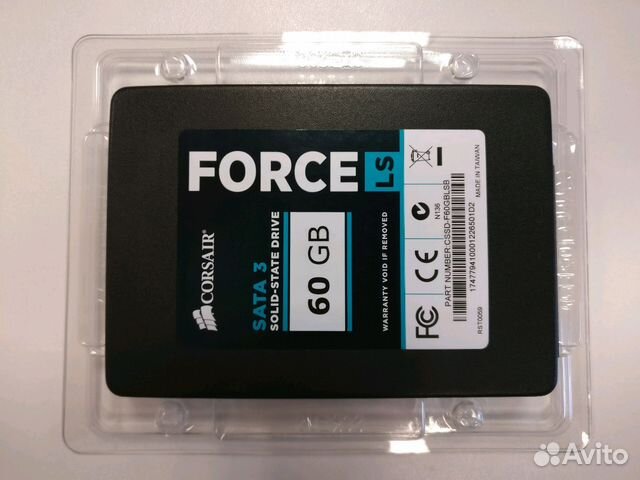 FORCE LS
CORSAIR
SATA 3
SOLID-STATE DRIVE
60 GB
WARRANTY VOID IF REMOVED
FC CE
N136
PART NUMBER:CSSD-F60GBLSB
17477941000122650102
RST0059
MADE IN TAIWAN
Avito